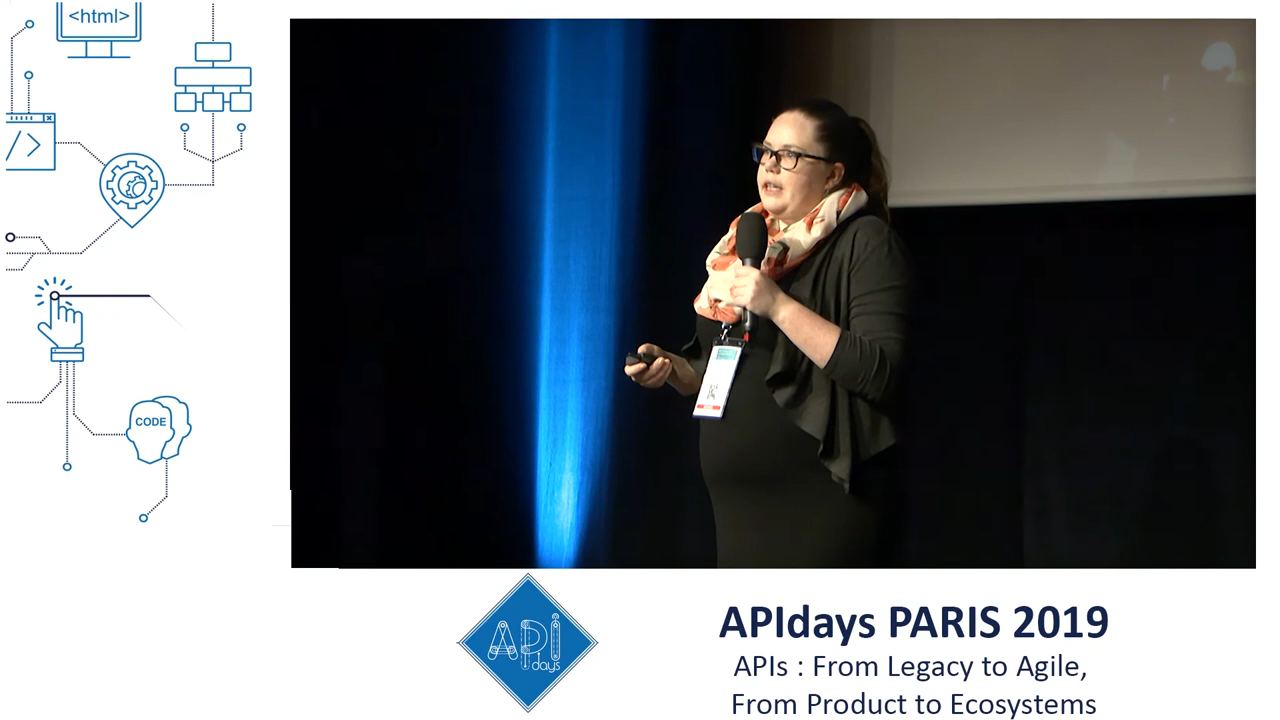 <html>
/>
CODE
API
days
APIdays PARIS 2019
APIs : From Legacy to Agile,
From Product to Ecosystems